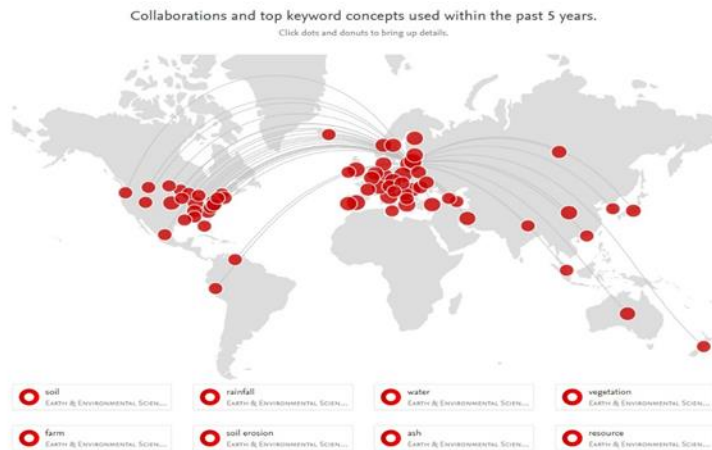 Collaborations and top keyword concepts used within the past 5 years.
Click dots and donuts to bring up details.
soil
EARTH & ENVIRONMENTAL SCIEN...
rainfall
EARTH & ENVIRONMENTAL SCIEN...
water
EARTH & ENVIRONMENTAL SCIEN...
vegetation
EARTH & ENVIRONMENTAL SCIEN...
farm
EARTH & ENVIRONMENTAL SCIEN...
soil erosion
EARTH & ENVIRONMENTAL SCIEN...
ash
EARTH & ENVIRONMENTAL SCIEN...
resource
EARTH & ENVIRONMENTAL SCIEN...